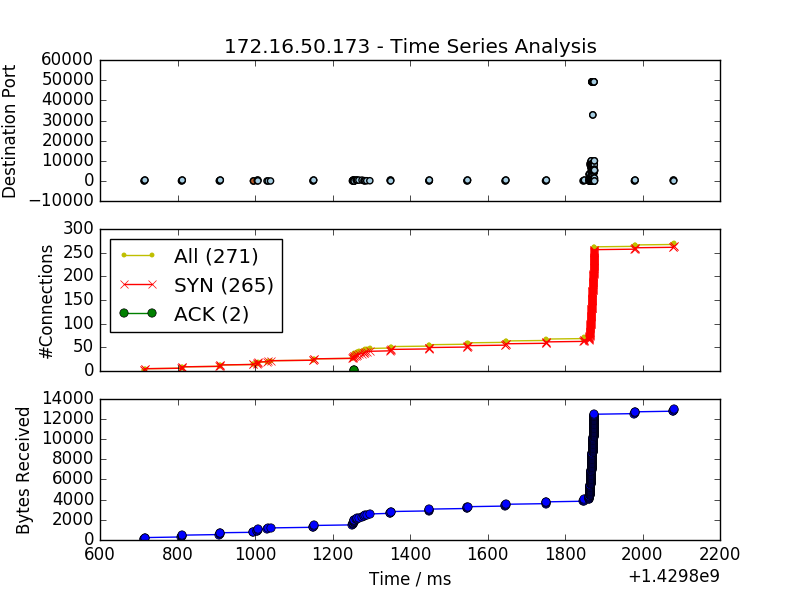 172.16.50.173 - Time Series Analysis
60000
50000
40000
30000
20000
10000
0
−10000
Destination Port
300
250
200
150
100
50
0
#Connections
All (271)
SYN (265)
ACK (2)
14000
12000
10000
8000
6000
4000
2000
0
Bytes Received
600 800 1000 1200 1400 1600 1800 2000 2200
Time / ms
+1.4298e9